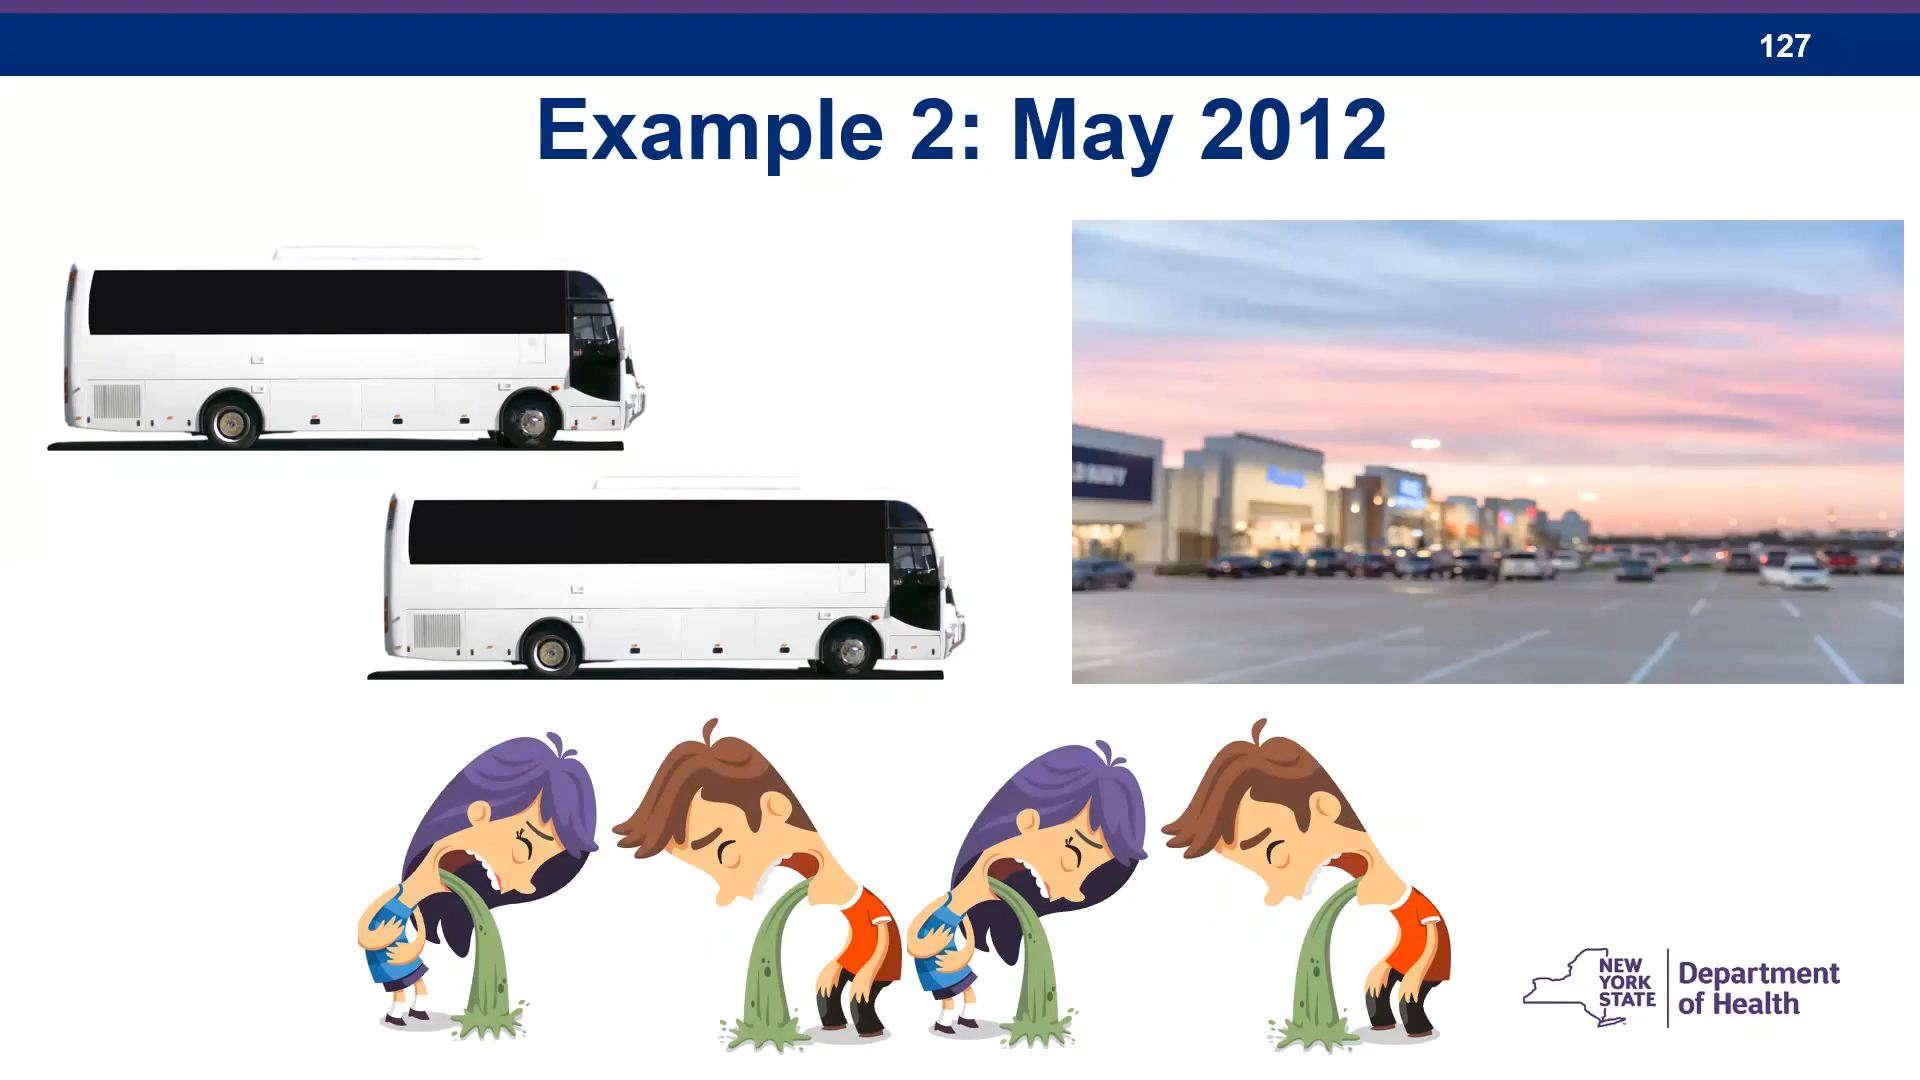 127
Example 2: May 2012
NEW
YORK
STATE
Department
of Health